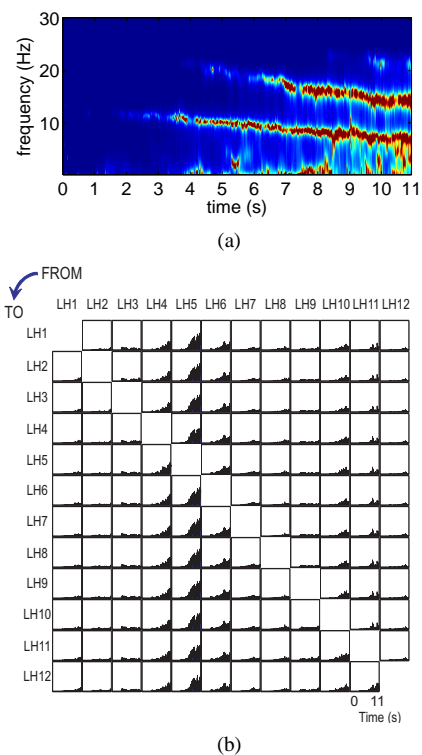 30
20
10
frequency (Hz)
0 1 2 3 4 5 6 7 8 9 10 11
time (s)
(a)
FROM
TO
LH1 LH2 LH3 LH4 LH5 LH6 LH7 LH8 LH9 LH10 LH11 LH12
LH1
LH2
LH3
LH4
LH5
LH6
LH7
LH8
LH9
LH10
LH11
LH12
0 11
Time (s)
(b)